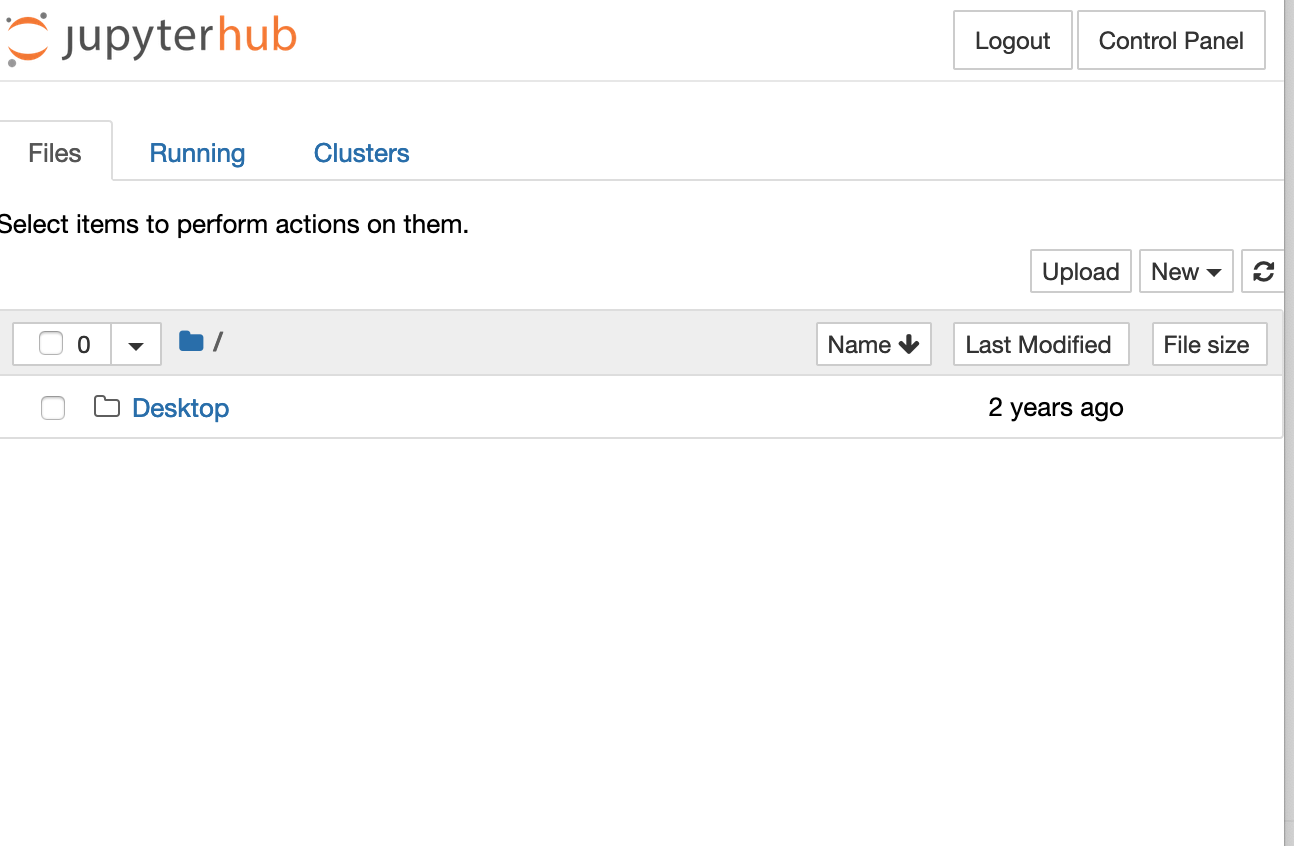 jupyterhub
Logout Control Panel
Files Running Clusters
Select items to perform actions on them.
Upload New
0 / Name Last Modified File size
Desktop 2 years ago